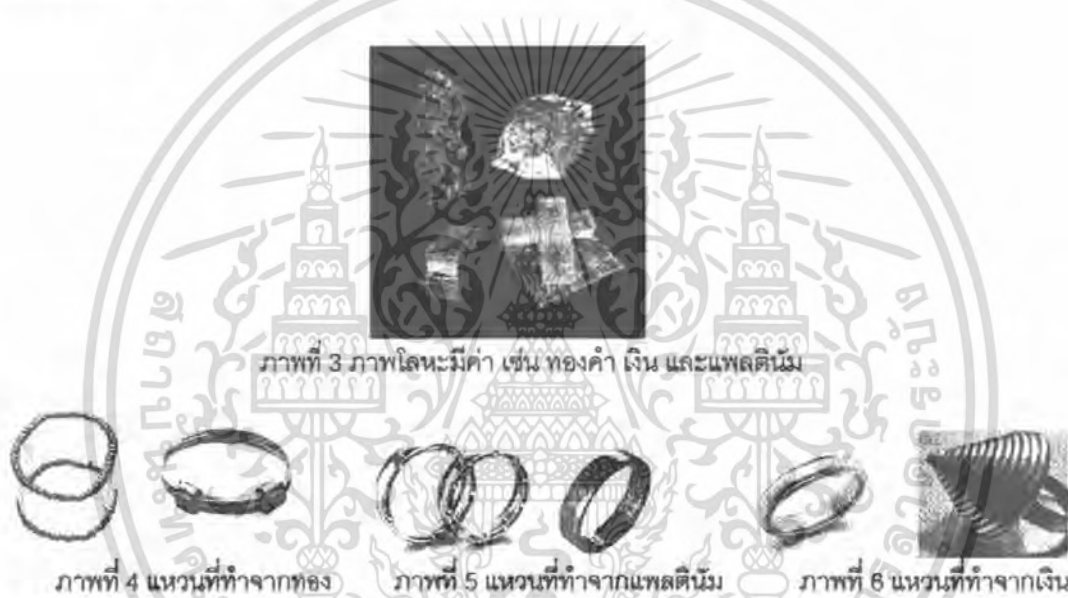 ภาพที่ 3 ภาพโลหะมีค่า เช่น ทองคำ เงิน และแพลตินัม
ภาพที่ 4 แหวนที่ทำจากทอง
ภาพที่ 5 แหวนที่ทำจากแพลตินัม
ภาพที่ 6 แหวนที่ทำจากเงิน